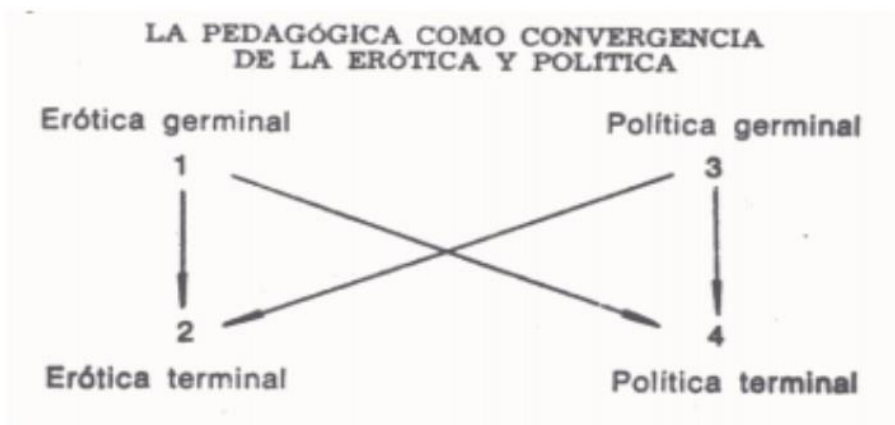 LA PEDAGÓGICA COMO CONVERGENCIA
DE LA ERÓTICA Y POLÍTICA
Erótica germinal
Política germinal
1
3
2
4
Erótica terminal
Política terminal